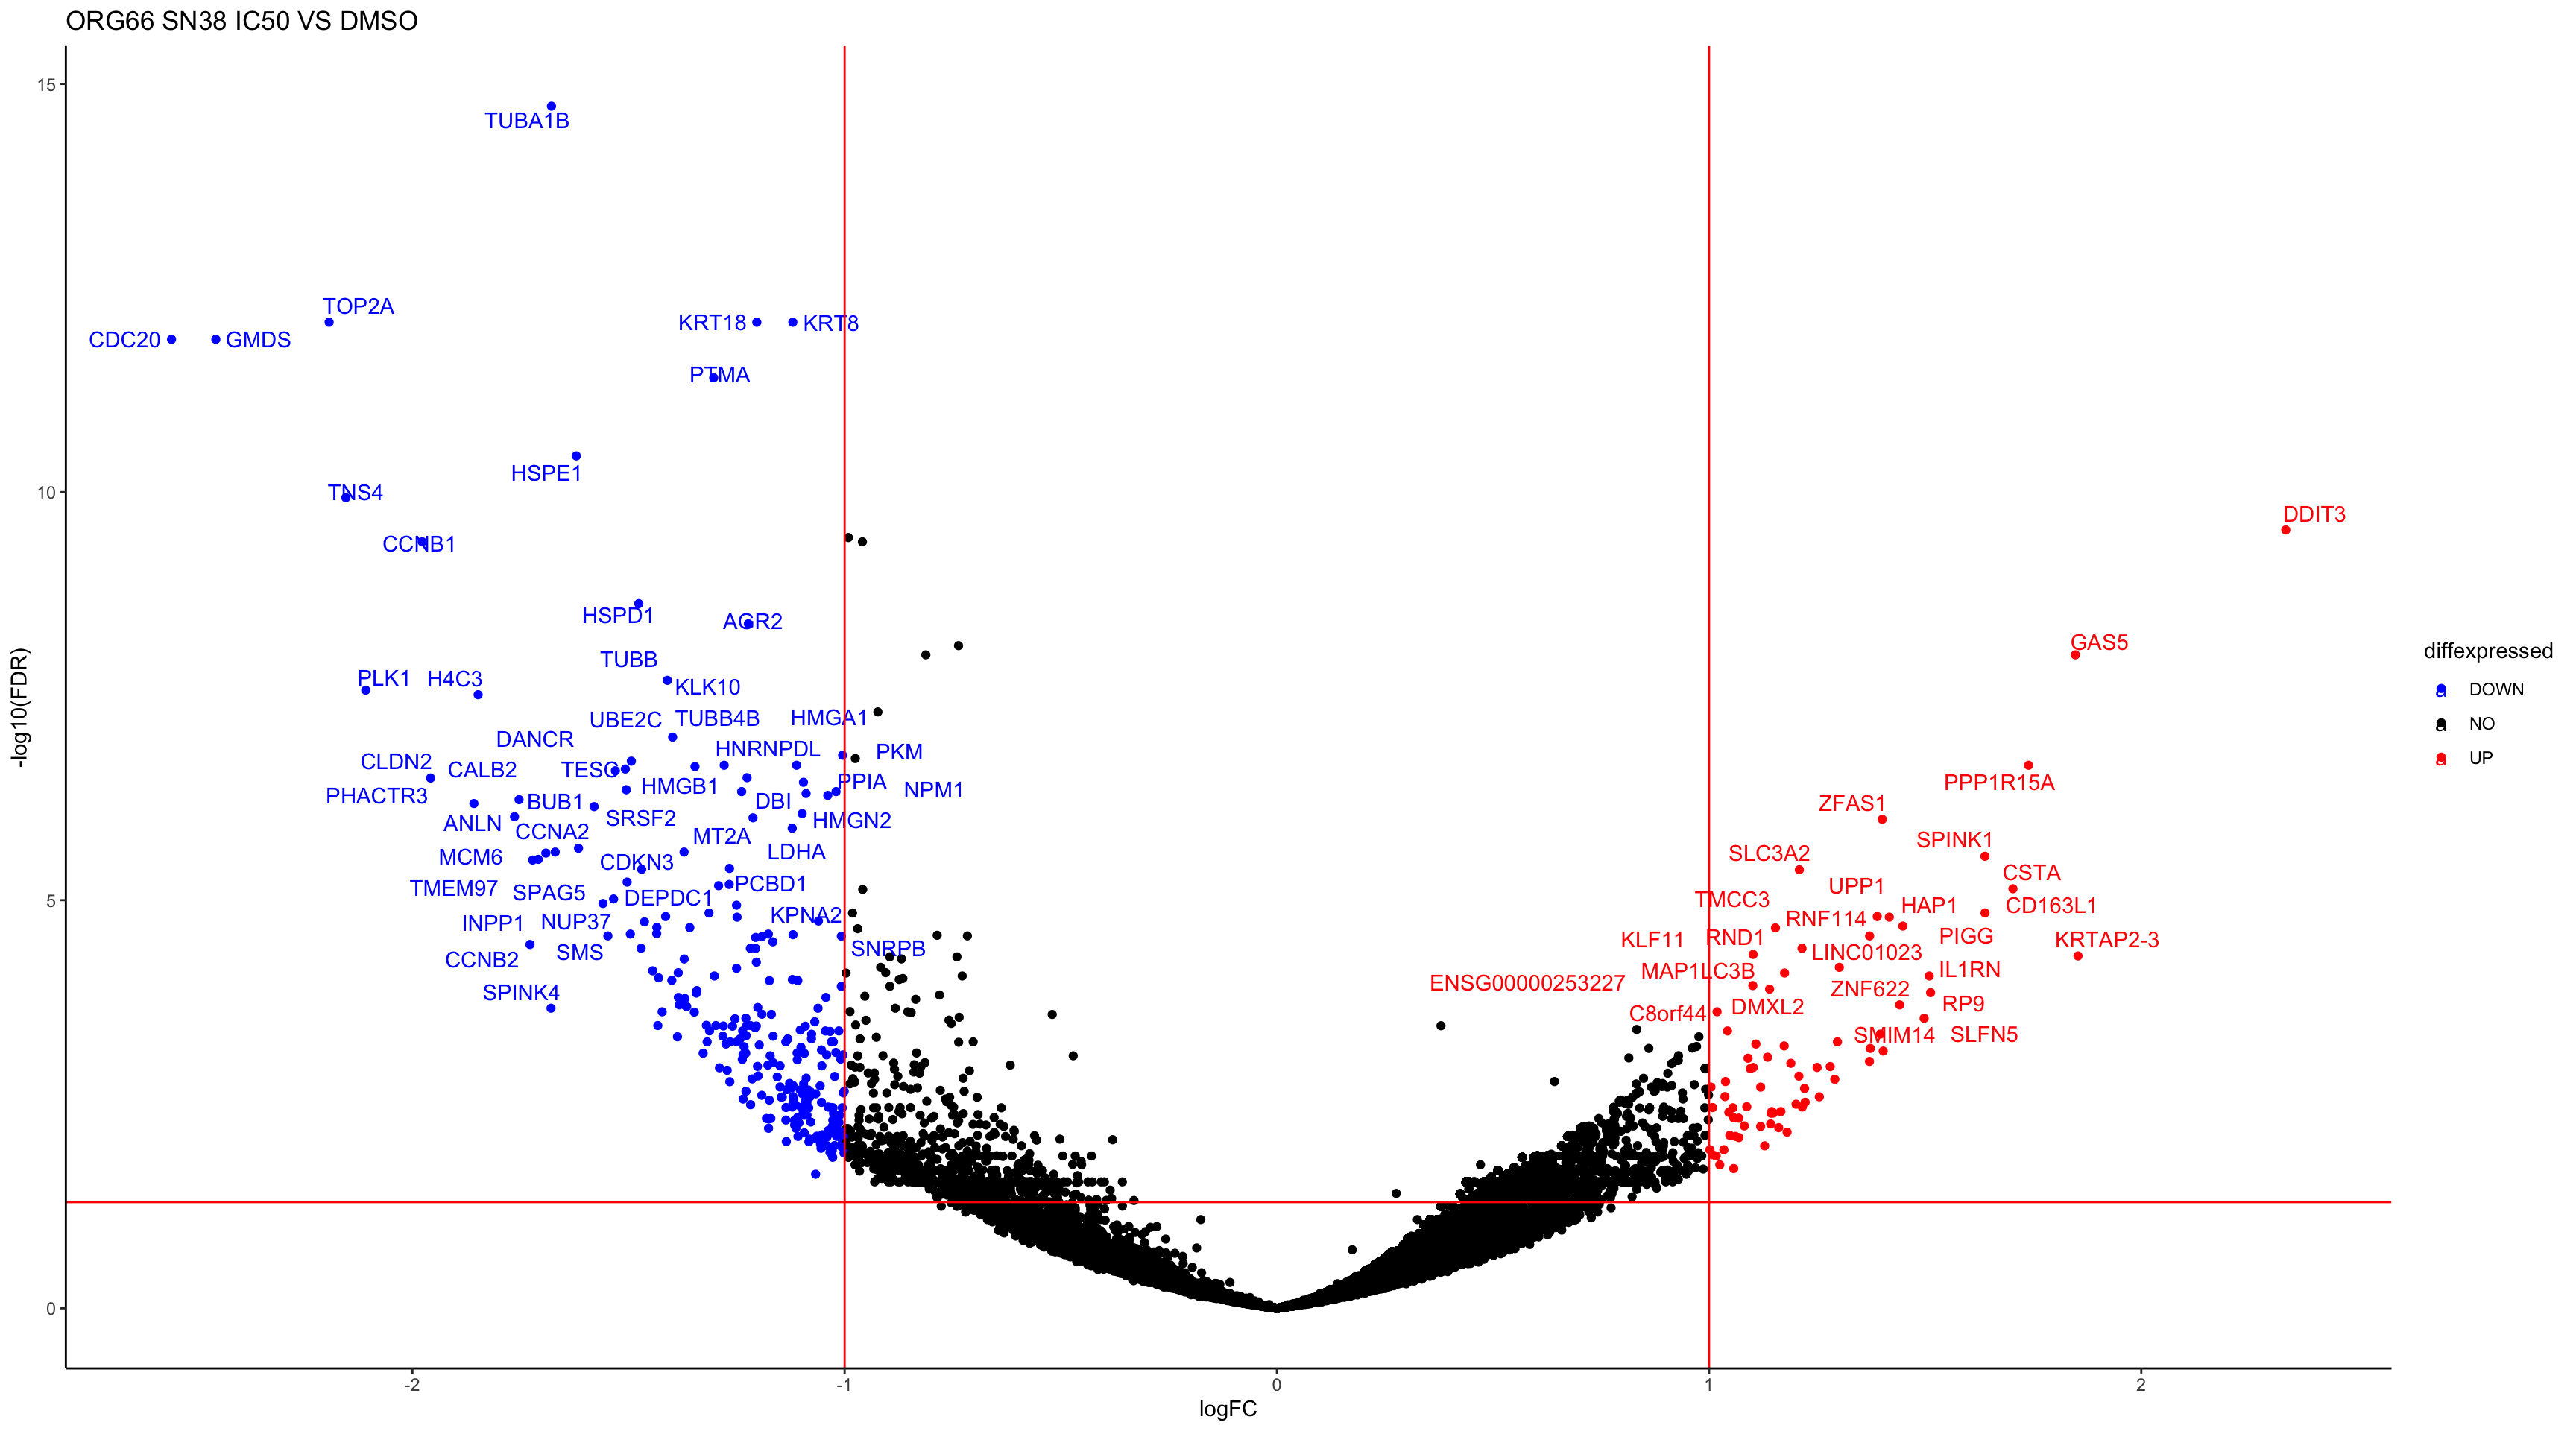 ORG66 SN38 IC50 VS DMSO
15
TUBA1B
TOP2A
KRT18
KRT8
CDC20
GMDS
PTMA
HSPE1
TNS4
10
DDIT3
CCNB1
HSPD1
AGR2
GAS5
-log10(FDR)
diffexpressed
TUBB
PLK1
H4C3
KLK10
a DOWN
UBE2C
TUBB4B
HMGA1
a NO
DANCR
HNRNPDL
PKM
a UP
CLDN2
CALB2
TESC
HMGB1
PPIA
NPM1
PPP1R15A
PHACTR3
BUB1
DBI
ZFAS1
ANLN
CCNA2
SRSF2
HMGN2
MT2A
SPINK1
MCM6
CDKN3
LDHA
SLC3A2
CSTA
TMEM97
SPAG5
DEPDC1
PCBD1
UPP1
TMCC3
HAP1
CD163L1
5
INPP1
NUP37
KPNA2
RNF114
KLF11
RND1
PIGG
KRTAP2-3
CCNB2
SMS
SNRPB
LINC01023
SPINK4
ENSG00000253227
MAP1LC3B
IL1RN
ZNF622
C8orf44
DMXL2
RP9
SMIM14
SLFN5
0
-2
-1
0
1
2
logFC